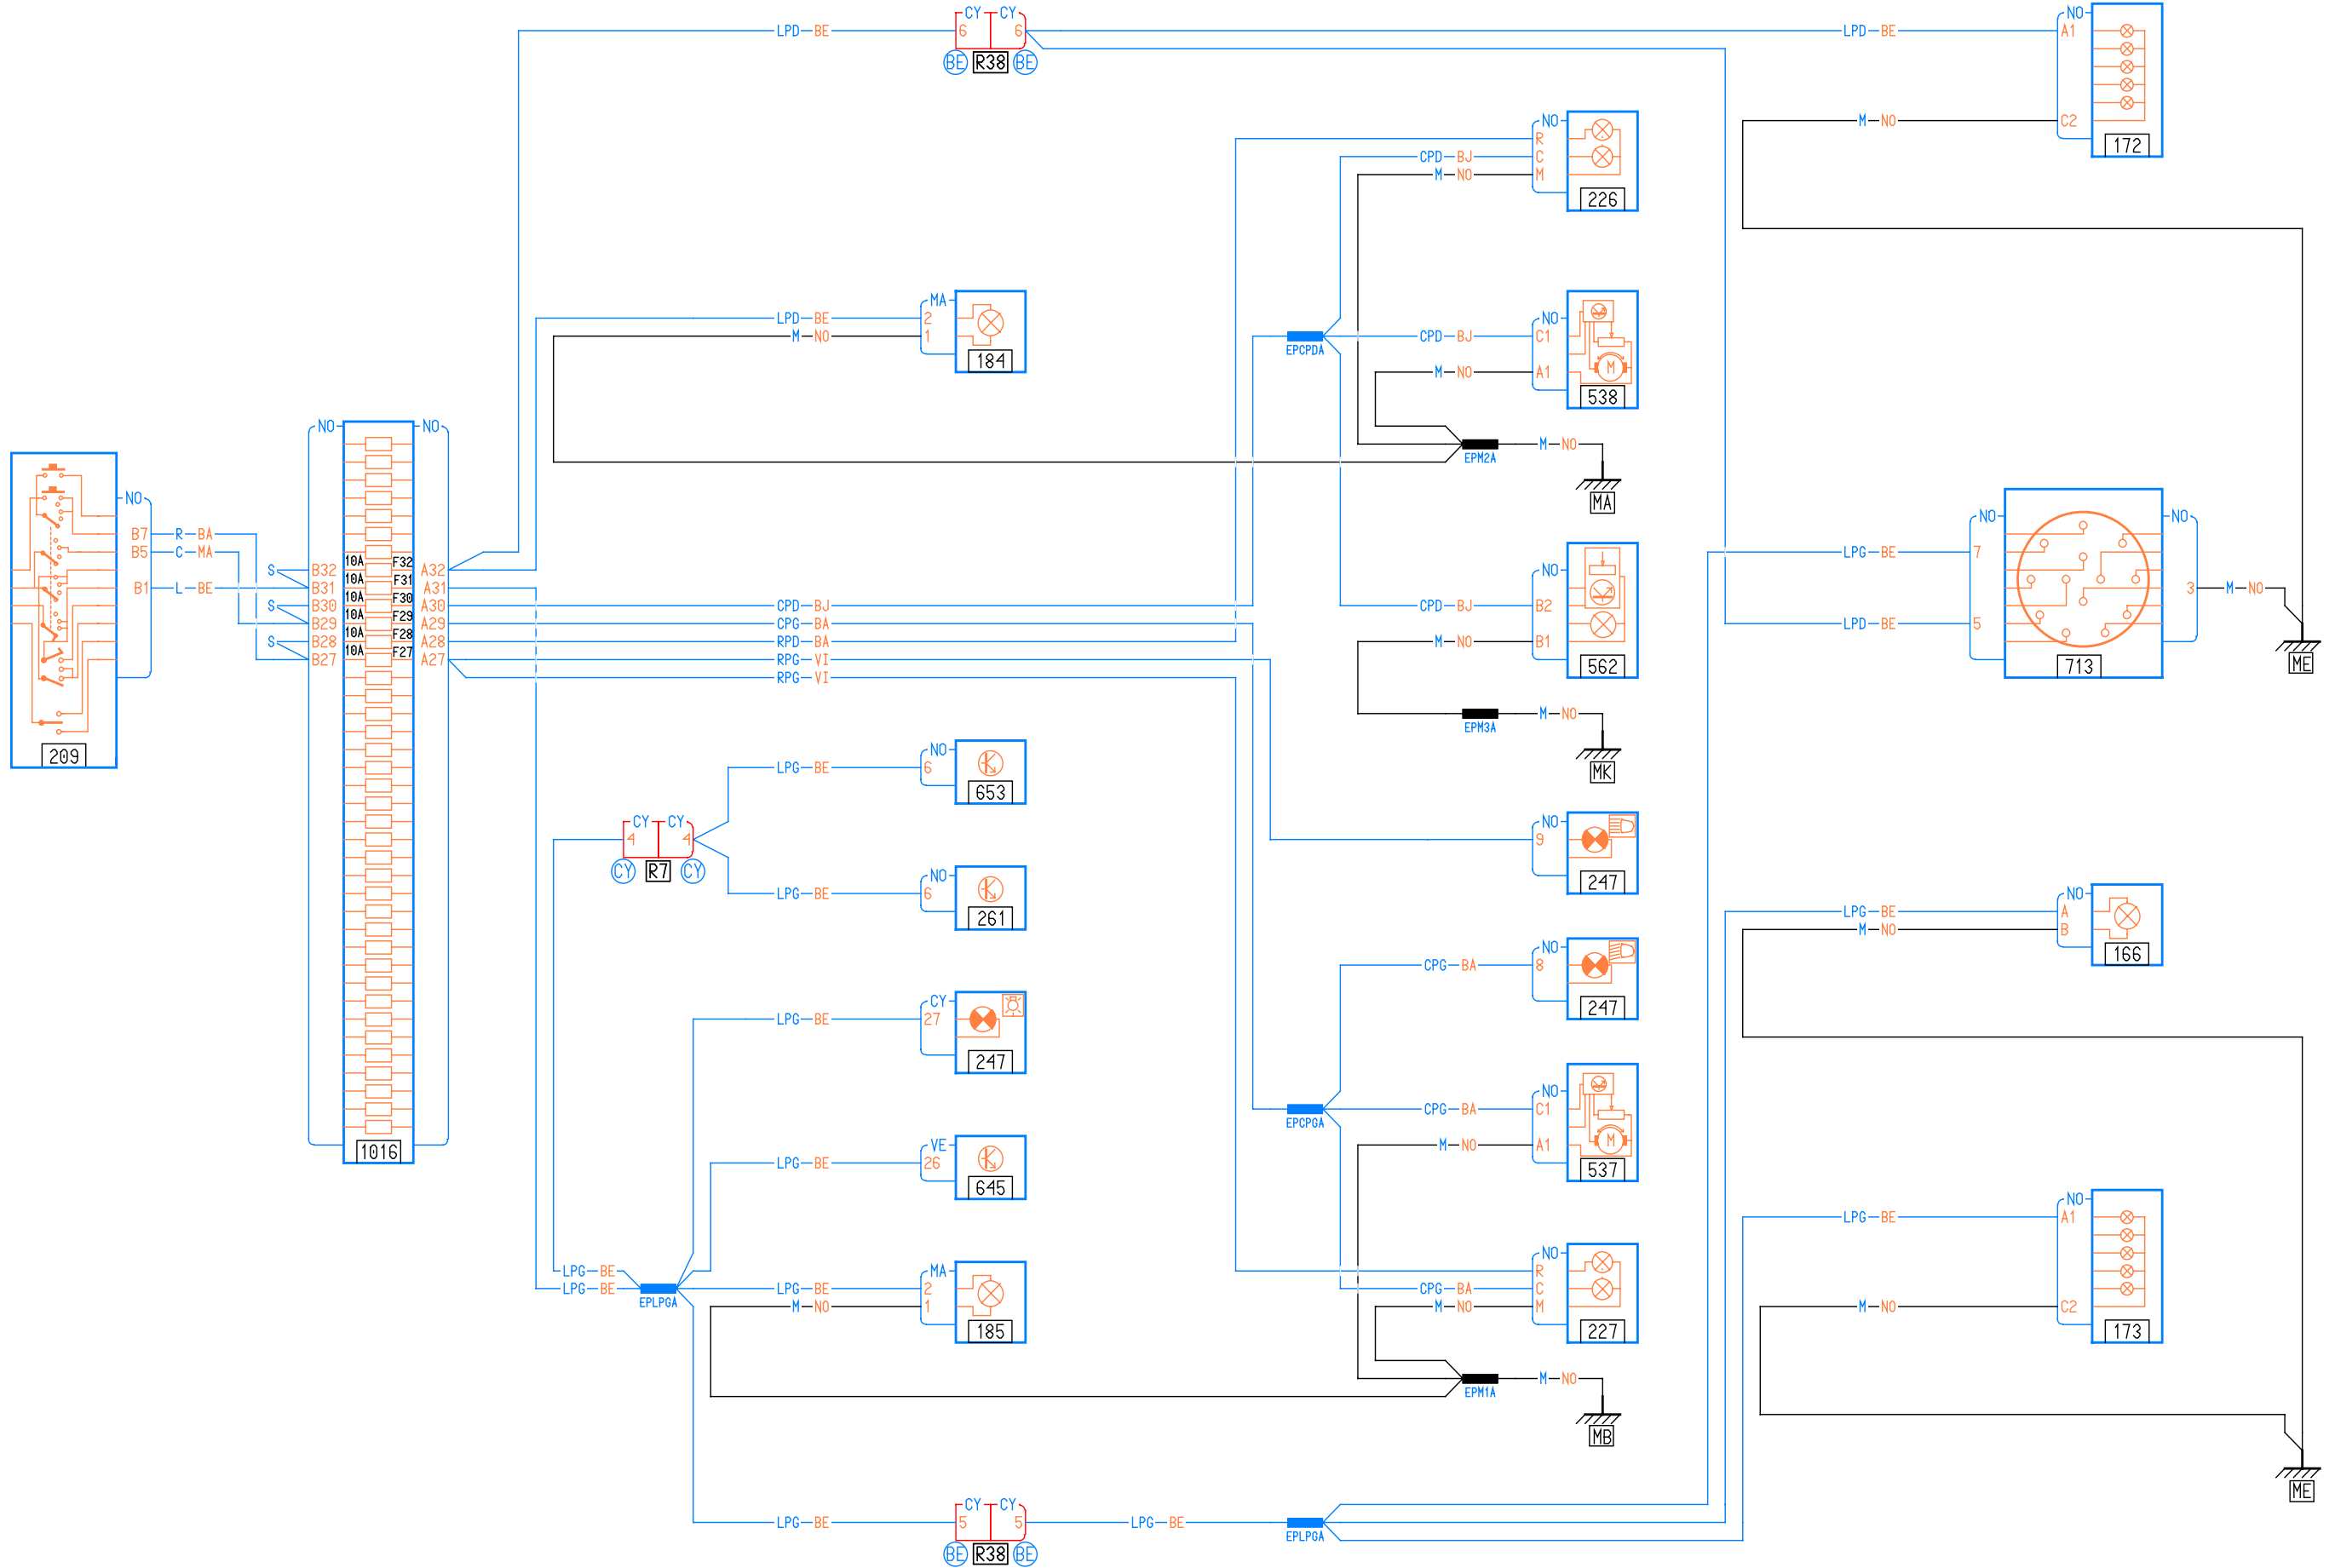 CY CY
6 6
LPD BE
BE R38 BE
LPD BE
NO
A1
M NO
C2
172
NO
R
CPD BJ
C
M NO
M
226
MA
LPD BE
2
M NO
1
184
NO
CPD BJ
C1
M NO
A1
538
EPCPDA
M NO
EPM2A
MA
NO
B7
R BA
B5
C MA
B1
L BE
209
NO NO
S B32 10A F32 A32
B31 10A F31 A31
S B30 10A F30 A30
B29 10A F29 A29
S B28 10A F28 A28
B27 10A F27 A27
1016
CPD BJ
CPG BA
RPD BA
RPG VI
RPG VI
NO
CPD BJ
B2
M NO
B1
562
M NO
EPM3A
MK
NO NO
LPG BE
7
LPD BE
5
3
M NO
713
ME
NO
LPG BE
6
653
CY CY
4 4
CY R7 CY
NO
LPG BE
6
261
NO
9
247
NO
CPG BA
8
247
NO
LPG BE
A
M NO
B
166
CY
LPG BE
27
247
VE
LPG BE
26
645
EPCPGA
NO
CPG BA
C1
M NO
A1
M
537
LPG BE
LPG BE
EPLPGA
MA
LPG BE
2
M NO
1
185
NO
R
CPG BA
C
M NO
M
227
NO
LPG BE
A1
M NO
C2
173
M NO
EPM1A
MB
ME
CY CY
LPG BE
5 5
BE R38 BE
LPG BE
EPLPGA
M